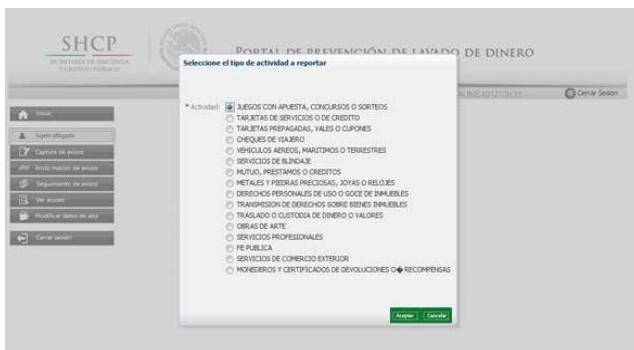 SHCP
SECRETARÍA DE HACIENDA
Y CRÉDITO PÚBLICO
PORTAL DE PREVENCIÓN DE LAVADO DE DINERO
Cerrar Sesion
Inicio
Sujeto obligado
Captura de avisos
Envío masivo de avisos
Seguimiento de avisos
Ver acuses
Modificar datos de alta
Cerrar sesión
Seleccione el tipo de actividad a reportar
* Actividad:
JUEGOS CON APUESTA, CONCURSOS O SORTEOS
TARJETAS DE SERVICIOS O DE CREDITO
TARJETAS PREPAGADAS, VALES O CUPONES
CHEQUES DE VIAJERO
VEHICULOS AEREOS, MARITIMOS O TERRESTRES
SERVICIOS DE BLINDAJE
MUTUO, PRESTAMOS O CREDITOS
METALES Y PIEDRAS PRECIOSAS, JOYAS O RELOJES
DERECHOS PERSONALES DE USO O GOCE DE INMUEBLES
TRANSMISION DE DERECHOS SOBRE BIENES INMUEBLES
TRASLADO O CUSTODIA DE DINERO O VALORES
OBRAS DE ARTE
SERVICIOS PROFESIONALES
FE PUBLICA
SERVICIOS DE COMERCIO EXTERIOR
MONEDEROS Y CERTIFICADOS DE DEVOLUCIONES O� RECOMPENSAS
Aceptar
Cancelar